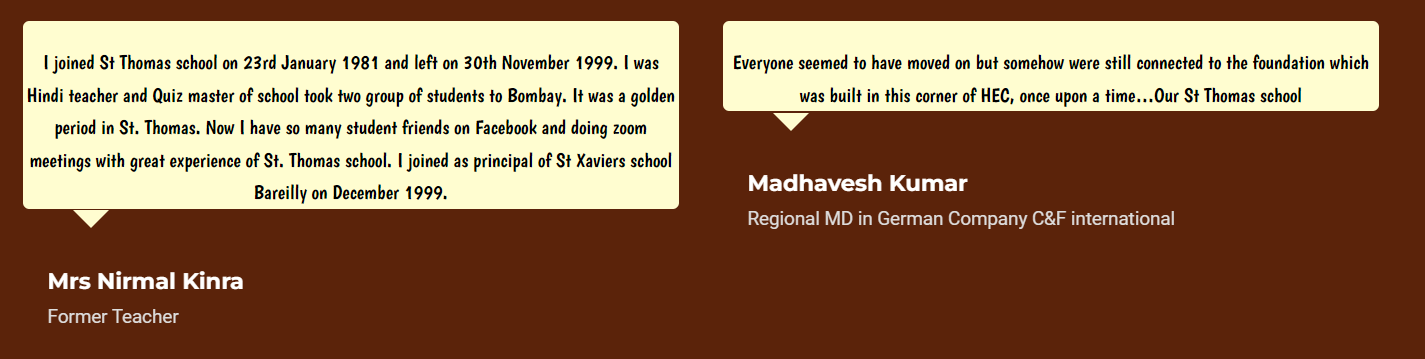 I joined St Thomas school on 23rd January 1981 and left on 30th November 1999. I was
Hindi teacher and Quiz master of school took two group of students to Bombay. It was a golden
period in St. Thomas. Now I have so many student friends on Facebook and doing zoom
meetings with great experience of St. Thomas school. I joined as principal of St Xaviers school
Bareilly on December 1999.
Mrs Nirmal Kinra
Former Teacher
Everyone seemed to have moved on but somehow were still connected to the foundation which
was built in this corner of HEC, once upon a time...Our St Thomas school
Madhavesh Kumar
Regional MD in German Company C&F international